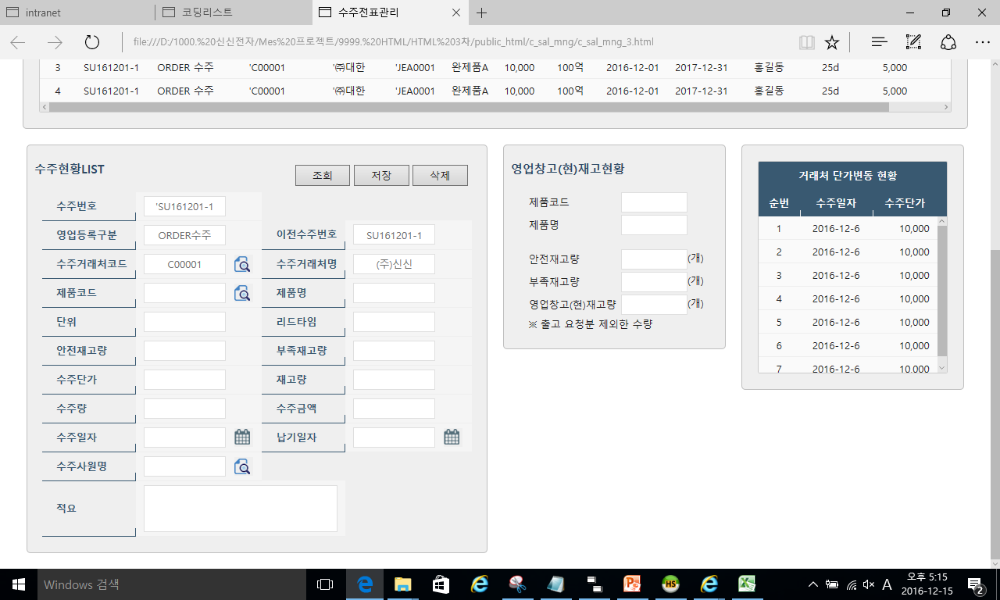 intranet
코딩리스트
수주전표관리
file:///D:/1000.%20신신전자/Mes%20프로젝트/9999.%20HTML/HTML%203차/public_html/c_sal_mng/c_sal_mng_3.html
3 SU161201-1 ORDER 수주 'C00001 '㈜대한 'JEA0001 완제품A 10,000 100억 2016-12-01 2017-12-31 홍길동 25d 5,000
4 SU161201-1 ORDER 수주 'C00001 '㈜대한 'JEA0001 완제품A 10,000 100억 2016-12-01 2017-12-31 홍길동 25d 5,000
수주현황LIST
조회 저장 삭제
수주번호 'SU161201-1
영업등록구분 ORDER수주 이전수주번호 SU161201-1
수주거래처코드 C00001 수주거래처명 (주)신신
제품코드 제품명
단위 리드타임
안전재고량 부족재고량
수주단가 재고량
수주량 수주금액
수주일자 납기일자
수주사원명
적요
영업창고(현)재고현황
제품코드
제품명
안전재고량 (개)
부족재고량 (개)
영업창고(현)재고량 (개)
※ 출고 요청분 제외한 수량
거래처 단가변동 현황
순번 수주일자 수주단가
1 2016-12-6 10,000
2 2016-12-6 10,000
3 2016-12-6 10,000
4 2016-12-6 10,000
5 2016-12-6 10,000
6 2016-12-6 10,000
7 2016-12-6 10,000
Windows 검색
HS
A
오후 5:15
2016-12-15
2